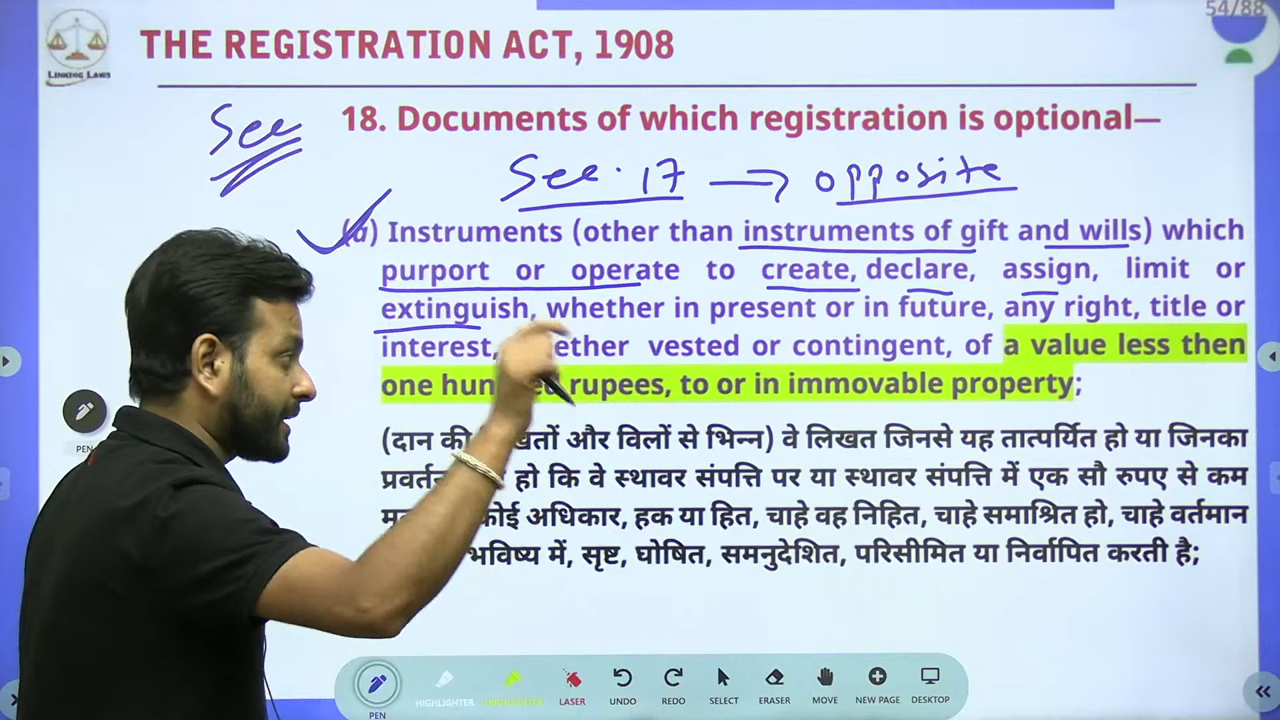 54/88
LINKING LAWS
THE REGISTRATION ACT, 1908
See
18. Documents of which registration is optional—
Sec. 17 → opposite
(a) Instruments (other than instruments of gift and wills) which
purport or operate to create, declare, assign, limit or
extinguish, whether in present or in future, any right, title or
interest, vested or contingent, of a value less then
one rupees, to or in immovable property;
(दान की और विलों से भिन्न) वे लिखत जिनसे यह तात्पर्यित हो या जिनका
हो कि वे स्थावर संपत्ति पर या स्थावर संपत्ति में एक सौ रुपए से कम
कोई अधिकार, हक या हित, चाहे वह निहित, चाहे समाश्रित हो, चाहे वर्तमान
भविष्य में, सृष्ट, घोषित, समनुदेशित, परिसीमित या निर्वापित करती है;
PEN
PEN HIGHLIGHTER HIGHLIGHTER LASER UNDO REDO SELECT ERASER MOVE NEW PAGE DESKTOP